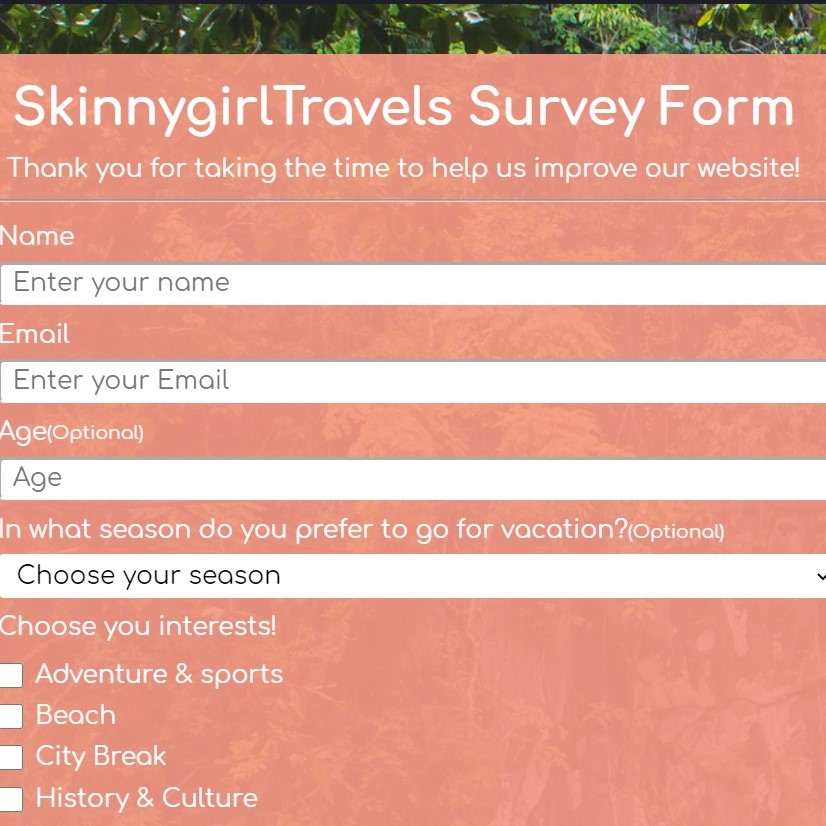 SkinnygirlTravels Survey Form
Thank you for taking the time to help us improve our website!
Name
Enter your name
Email
Enter your Email
Age(Optional)
Age
In what season do you prefer to go for vacation?(Optional)
Choose your season
Choose you interests!
Adventure & sports
Beach
City Break
History & Culture